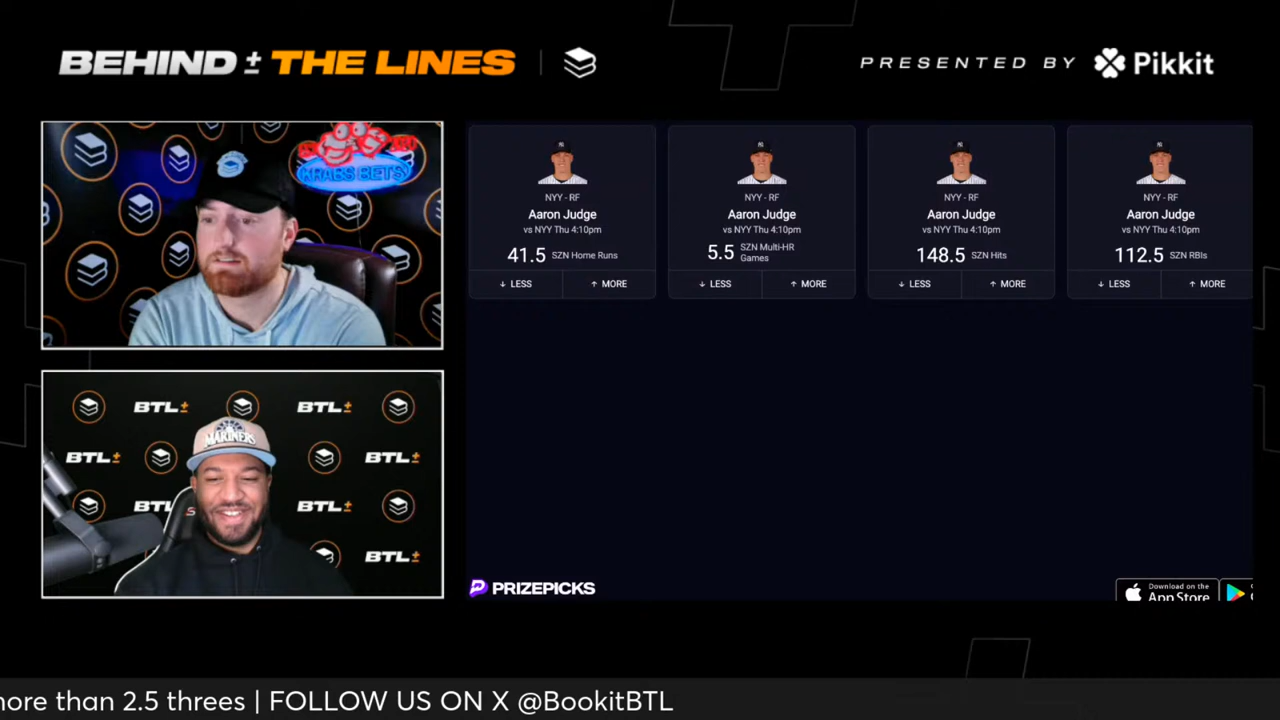 BEHIND ± THE LINES
PRESENTED BY Pikkit
KRABS BETS
NYY - RF
Aaron Judge
vs NYY Thu 4:10pm
41.5 SZN Home Runs
↓ LESS
↑ MORE
NYY - RF
Aaron Judge
vs NYY Thu 4:10pm
5.5 SZN Multi-HR
Games
↓ LESS
↑ MORE
NYY - RF
Aaron Judge
vs NYY Thu 4:10pm
148.5 SZN Hits
↓ LESS
↑ MORE
NYY - RF
Aaron Judge
vs NYY Thu 4:10pm
112.5 SZN RBIs
↓ LESS
↑ MORE
BTL± BTL±
MARINERS
BTL± BTL±
BTL BTL±
BTL±
PRIZEPICKS
Download on the
App Store
more than 2.5 threes | FOLLOW US ON X @BookitBTL